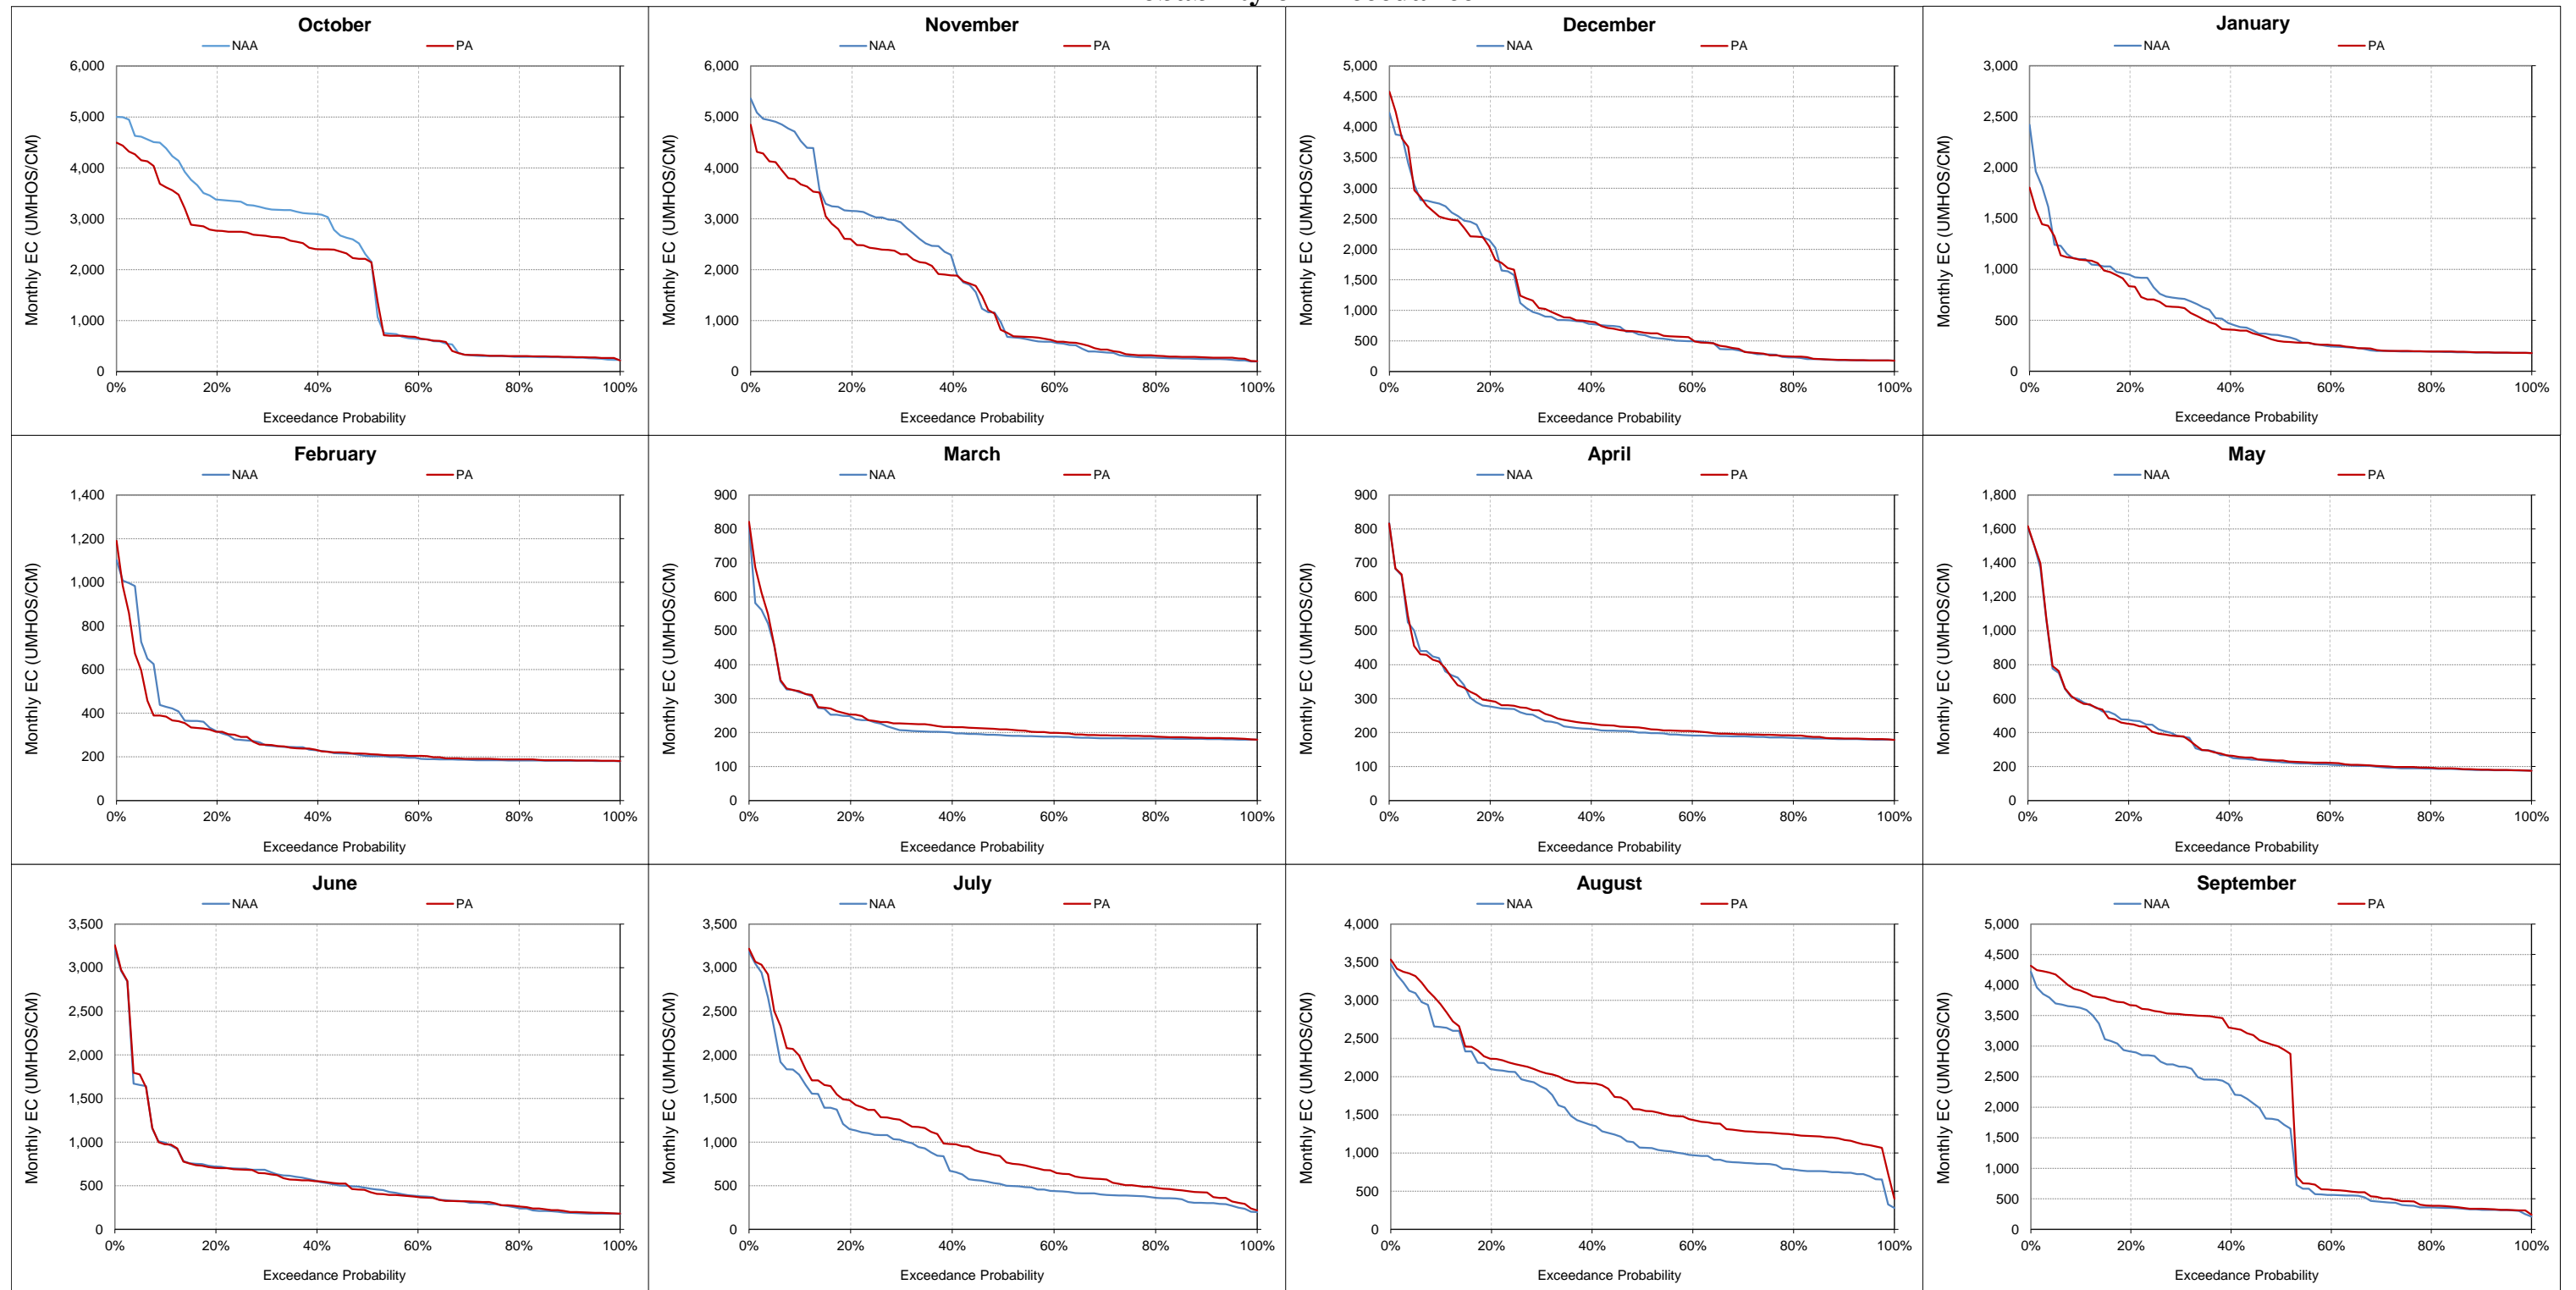 October
NAA PA
6,000
5,000
4,000
3,000
2,000
1,000
0
Monthly EC (UMHOS/CM)
0% 20% 40% 60% 80% 100%
Exceedance Probability
November
NAA PA
6,000
5,000
4,000
3,000
2,000
1,000
0
Monthly EC (UMHOS/CM)
0% 20% 40% 60% 80% 100%
Exceedance Probability
December
NAA PA
5,000
4,500
4,000
3,500
3,000
2,500
2,000
1,500
1,000
500
0
Monthly EC (UMHOS/CM)
0% 20% 40% 60% 80% 100%
Exceedance Probability
January
NAA PA
3,000
2,500
2,000
1,500
1,000
500
0
Monthly EC (UMHOS/CM)
0% 20% 40% 60% 80% 100%
Exceedance Probability
February
NAA PA
1,400
1,200
1,000
800
600
400
200
0
Monthly EC (UMHOS/CM)
0% 20% 40% 60% 80% 100%
Exceedance Probability
March
NAA PA
900
800
700
600
500
400
300
200
100
0
Monthly EC (UMHOS/CM)
0% 20% 40% 60% 80% 100%
Exceedance Probability
April
NAA PA
900
800
700
600
500
400
300
200
100
0
Monthly EC (UMHOS/CM)
0% 20% 40% 60% 80% 100%
Exceedance Probability
May
NAA PA
1,800
1,600
1,400
1,200
1,000
800
600
400
200
0
Monthly EC (UMHOS/CM)
0% 20% 40% 60% 80% 100%
Exceedance Probability
June
NAA PA
3,500
3,000
2,500
2,000
1,500
1,000
500
0
Monthly EC (UMHOS/CM)
0% 20% 40% 60% 80% 100%
Exceedance Probability
July
NAA PA
3,500
3,000
2,500
2,000
1,500
1,000
500
0
Monthly EC (UMHOS/CM)
0% 20% 40% 60% 80% 100%
Exceedance Probability
August
NAA PA
4,000
3,500
3,000
2,500
2,000
1,500
1,000
500
0
Monthly EC (UMHOS/CM)
0% 20% 40% 60% 80% 100%
Exceedance Probability
September
NAA PA
5,000
4,500
4,000
3,500
3,000
2,500
2,000
1,500
1,000
500
0
Monthly EC (UMHOS/CM)
0% 20% 40% 60% 80% 100%
Exceedance Probability